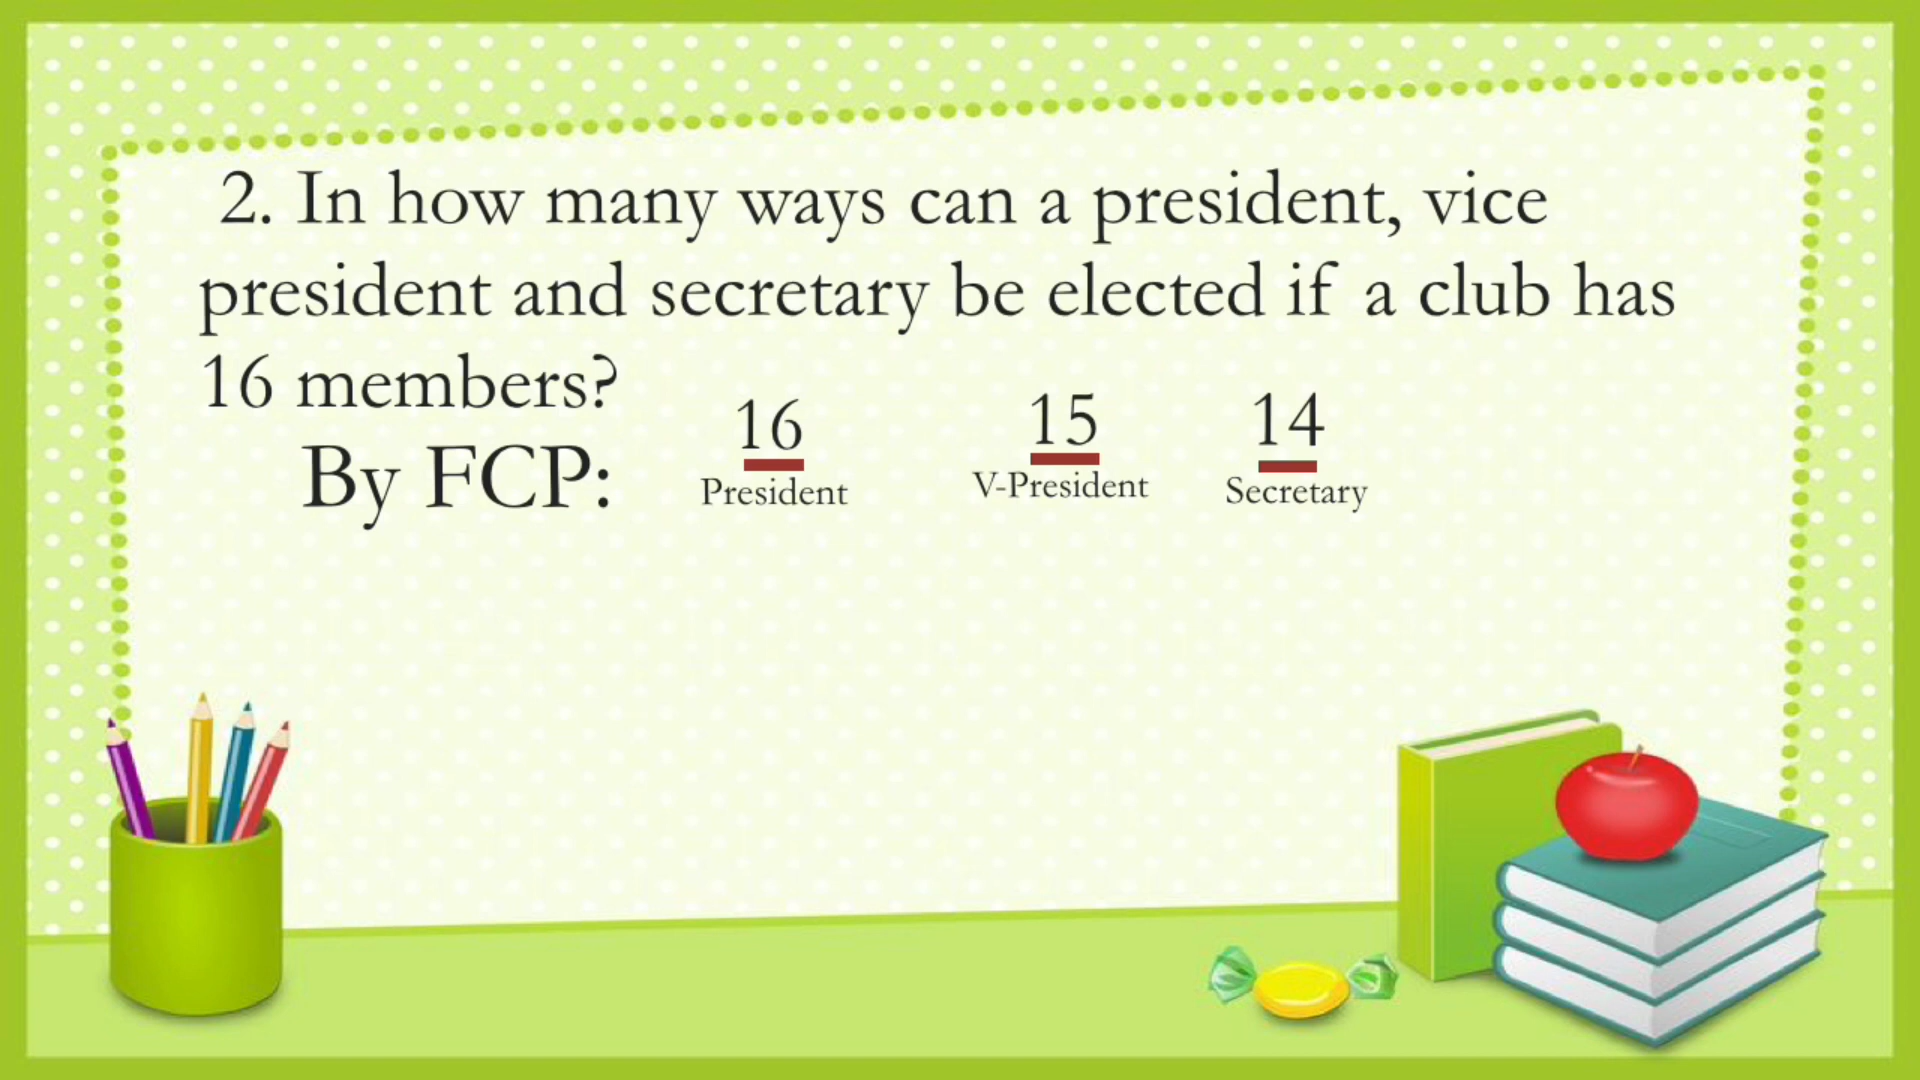 2. In how many ways can a president, vice
president and secretary be elected if a club has
16 members?
16 15 14
By FCP:
President V-President Secretary